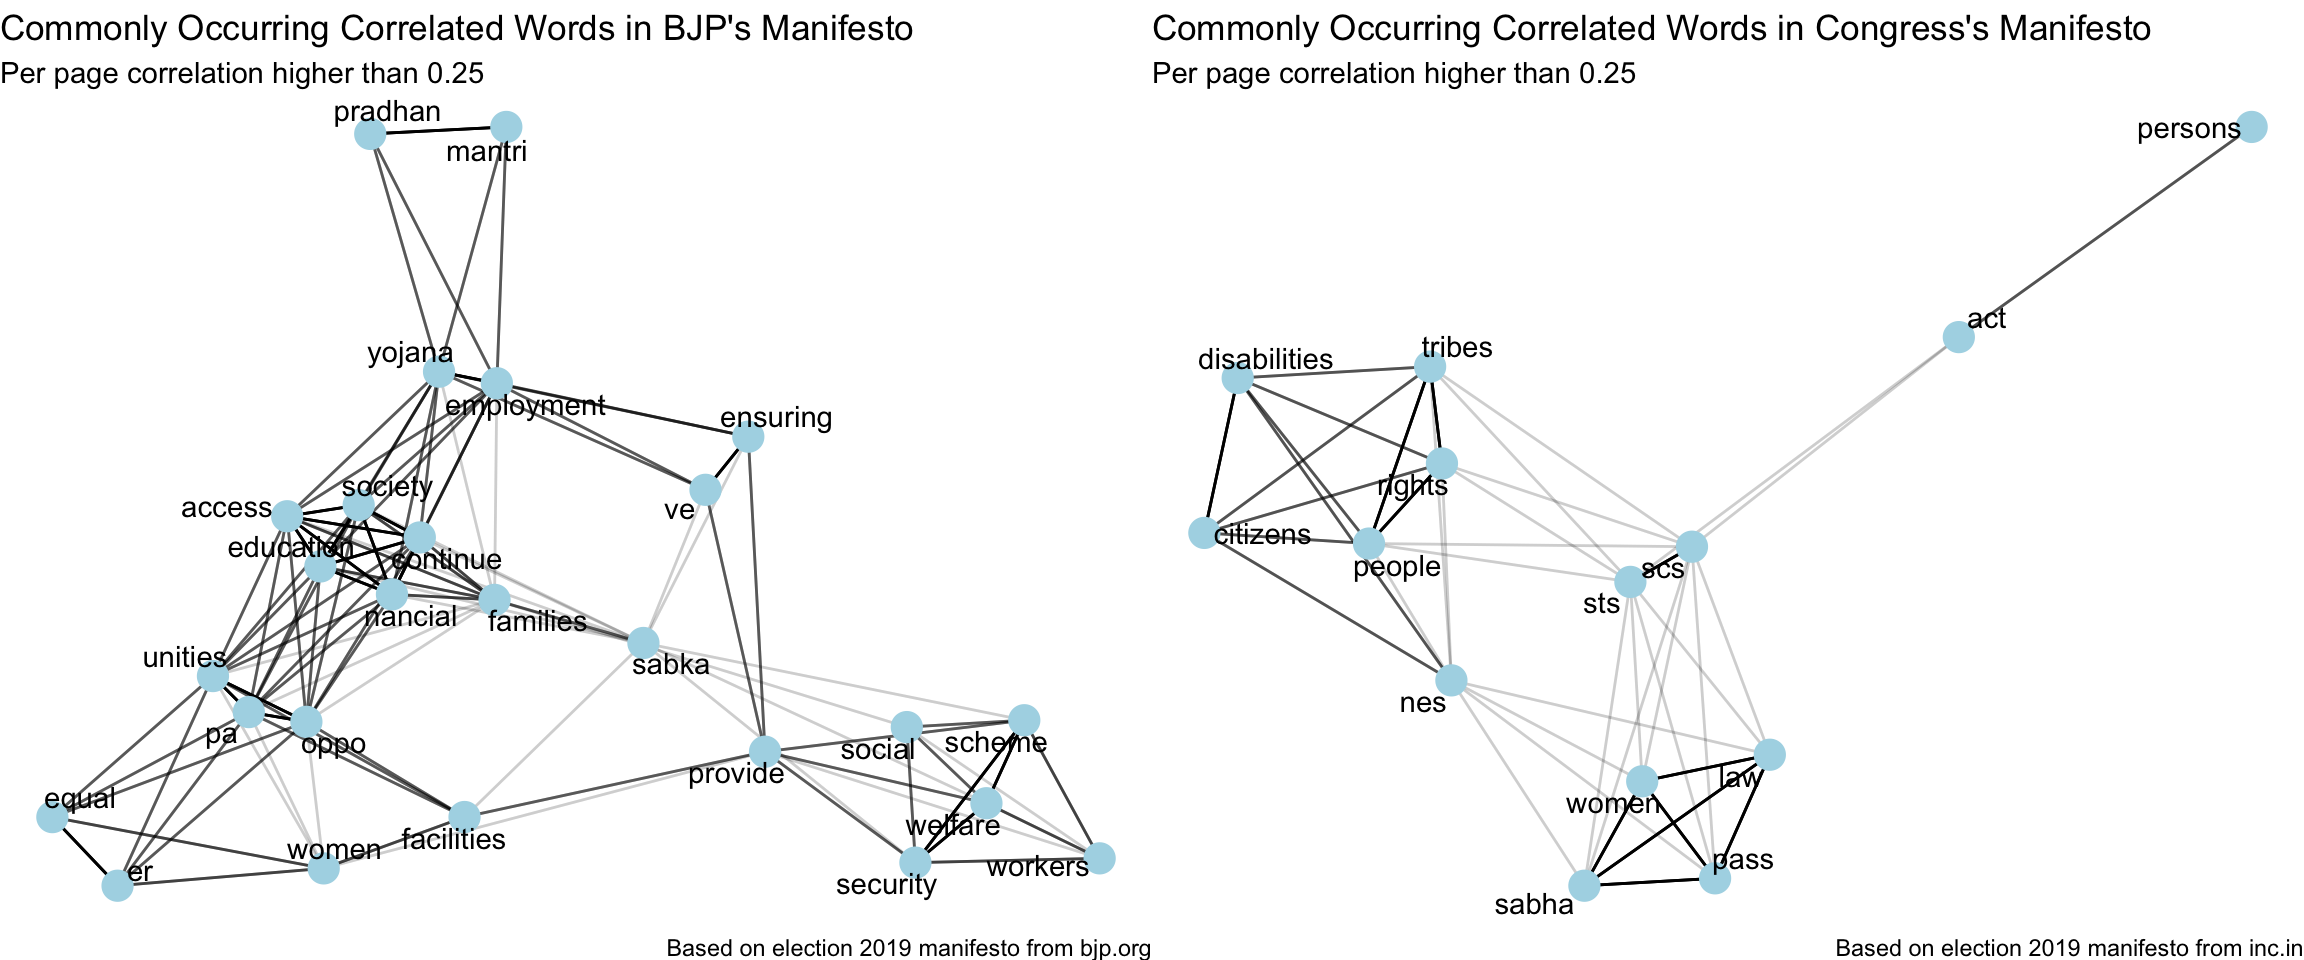 Commonly Occurring Correlated Words in BJP's Manifesto
Per page correlation higher than 0.25
pradhan
mantri
yojana
employment
ensuring
ve
society
access
education
continue
nancial
families
unities
sabka
pa
oppo
social
scheme
provide
equal
welfare
facilities
women
er
workers
security
Based on election 2019 manifesto from bjp.org
Commonly Occurring Correlated Words in Congress's Manifesto
Per page correlation higher than 0.25
persons
act
tribes
disabilities
rights
citizens
people
scs
sts
nes
law
women
pass
sabha
Based on election 2019 manifesto from inc.in